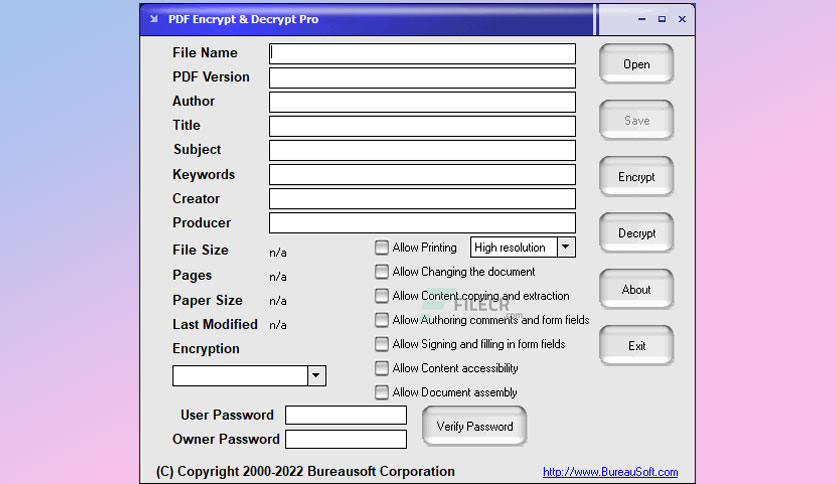 PDF Encrypt & Decrypt Pro
File Name
Open
PDF Version
Author
Save
Title
Subject
Keywords
Encrypt
Creator
Producer
Decrypt
File Size n/a
Allow Printing High resolution
Pages n/a
Allow Changing the document
About
Paper Size n/a
Allow Content copying and extraction
FILECR
.com
Last Modified n/a
Allow Authoring comments and form fields
Encryption
Allow Signing and filling in form fields
Exit
Allow Content accessibility
Allow Document assembly
User Password
Verify Password
Owner Password
(C) Copyright 2000-2022 Bureausoft Corporation
http://www.BureauSoft.com